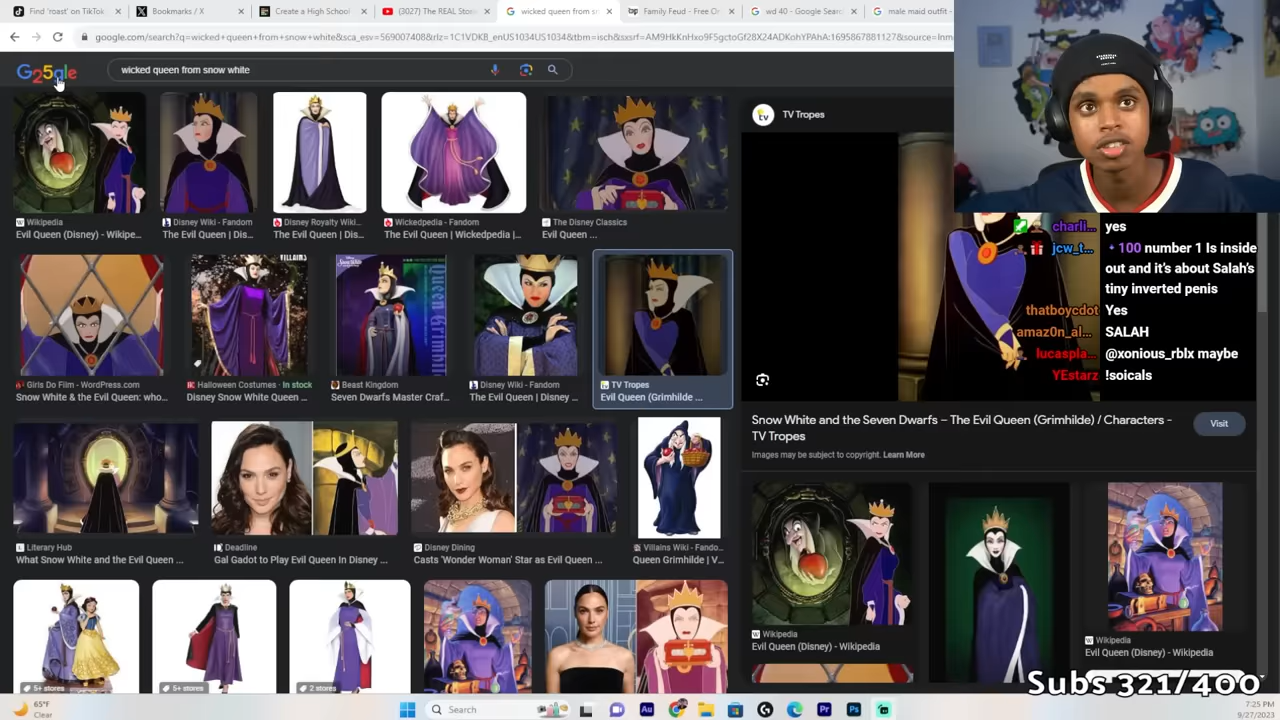 Find 'roast' on TikTok
Bookmarks / X
Create a High School
(3027) The REAL Stor
wicked queen from sn
Family Feud - Free On
wd 40 - Google Searc
male maid outfit -
google.com/search?q=wicked+queen+from+snow+white&sca_esv=569007408&rlz=1C1VDKB_enUS1034US1034&tbm=isch&sxsrf=AM9HkKnHxo9F5gctoGf28X24ADKohYPAhA:1695867881127&source=lnm
G25gle
wicked queen from snow white
TV Tropes
Wikipedia
Evil Queen (Disney) - Wikipe...
Disney Wiki - Fandom
The Evil Queen | Dis...
Disney Royalty Wiki...
The Evil Queen | Dis...
Wickedpedia - Fandom
The Evil Queen | Wickedpedia |...
The Disney Classics
Evil Queen ...
charli... yes
jcw_t... + 100 number 1 Is inside
out and it's about Salah's
tiny inverted penis
thatboycdot Yes
amaz0n_al... SALAH
lucaspla... @xonious_rblx maybe
YEstarz !soicals
VILLAINS
Queen Grimhilde
Girls Do Film - WordPress.com
Snow White & the Evil Queen: who...
Halloween Costumes · In stock
Disney Snow White Queen ...
Beast Kingdom
Seven Dwarfs Master Craf...
Disney Wiki - Fandom
The Evil Queen | Disney ...
TV Tropes
Evil Queen (Grimhilde ...
Snow White and the Seven Dwarfs – The Evil Queen (Grimhilde) / Characters -
TV Tropes
Visit
Images may be subject to copyright. Learn More
Literary Hub
What Snow White and the Evil Queen ...
Deadline
Gal Gadot to Play Evil Queen In Disney ...
Disney Dining
Casts 'Wonder Woman' Star as Evil Queen ...
Villains Wiki - Fando...
Queen Grimhilde | V...
Wikipedia
Evil Queen (Disney) - Wikipedia
Wikipedia
Evil Queen (Disney) - Wikipedia
5+ stores
5+ stores
2 stores
Subs 321/400
65°F
Clear
Search
7:25 PM
9/27/2023